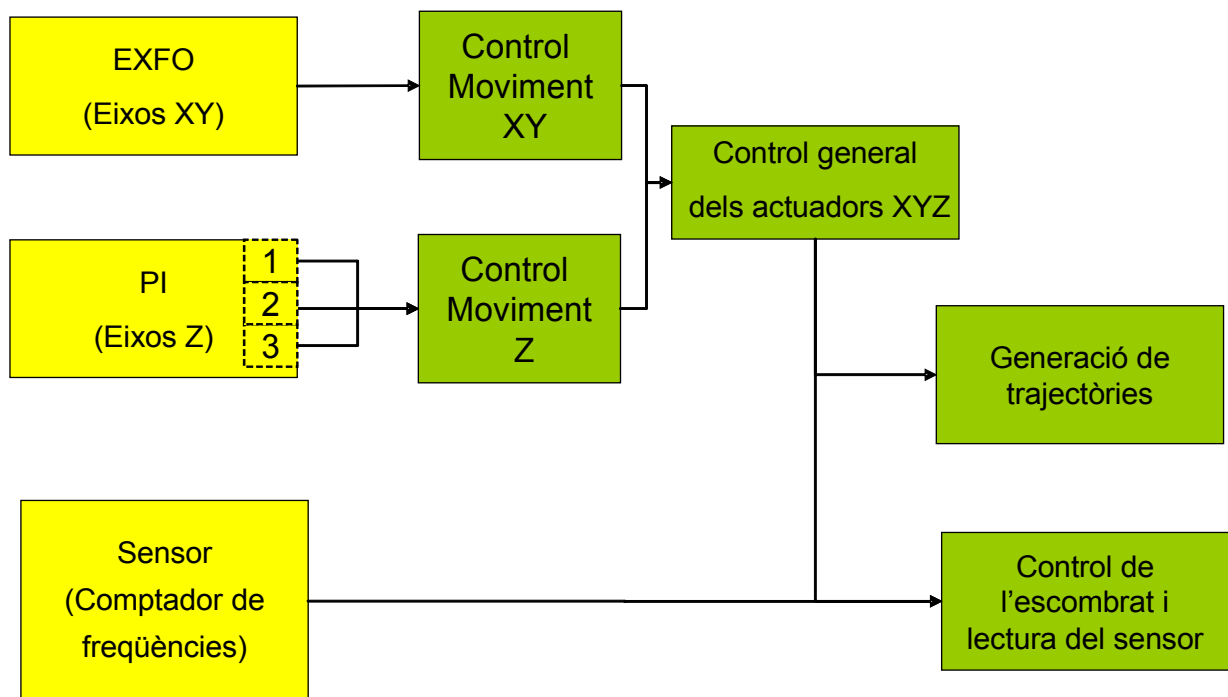 EXFO
(Eixos XY)
Control
Moviment
XY
Control general
dels actuadors XYZ
PI
(Eixos Z)
1
2
3
Control
Moviment
Z
Generació de
trajectòries
Sensor
(Comptador de
freqüències)
Control de
l’escombrat i
lectura del sensor